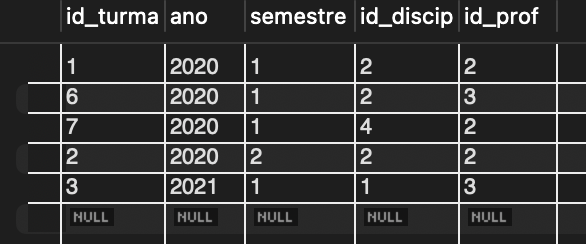 id_turma ano semestre id_discip id_prof
1 2020 1 2 2
6 2020 1 2 3
7 2020 1 4 2
2 2020 2 2 2
3 2021 1 1 3
NULL NULL NULL NULL NULL